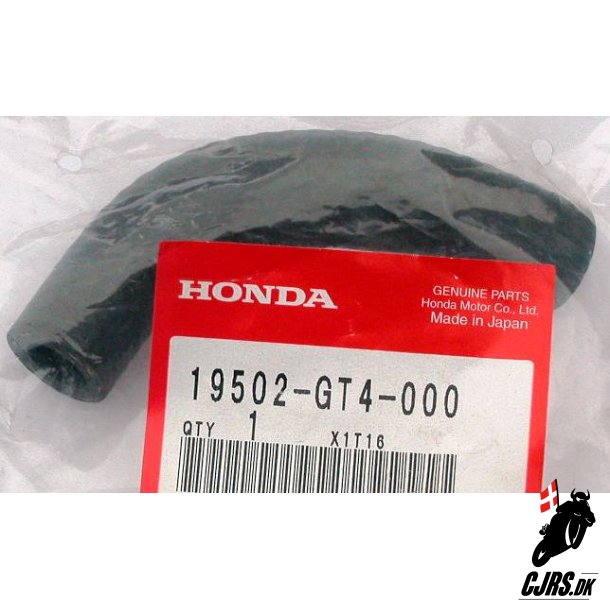 HONDA
GENUINE PARTS
Honda Motor Co., Ltd.
Made in Japan
19502-GT4-000
QTY 1 X1T16
CJRS.DK